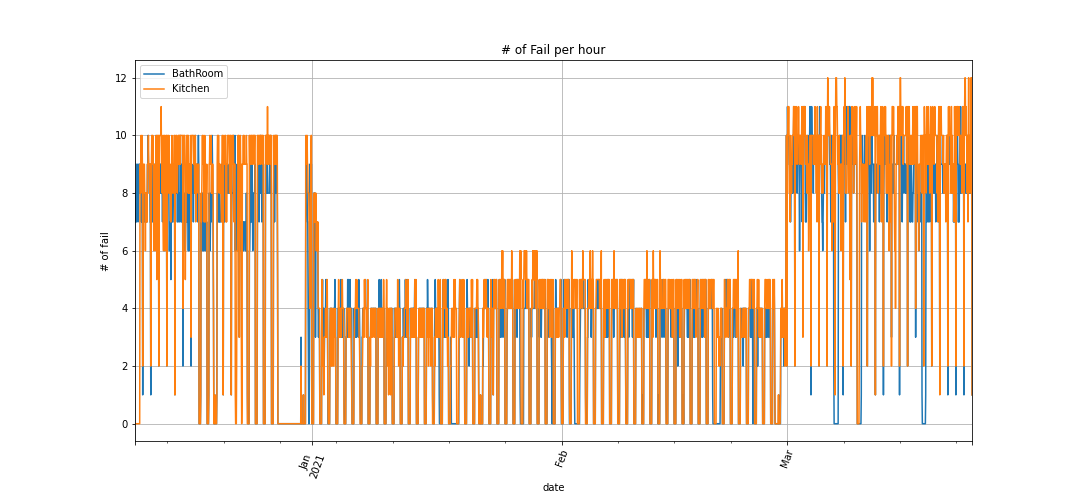 # of Fail per hour
BathRoom
Kitchen
12
10
8
6
4
2
0
# of fail
Jan
2021
Feb
Mar
date